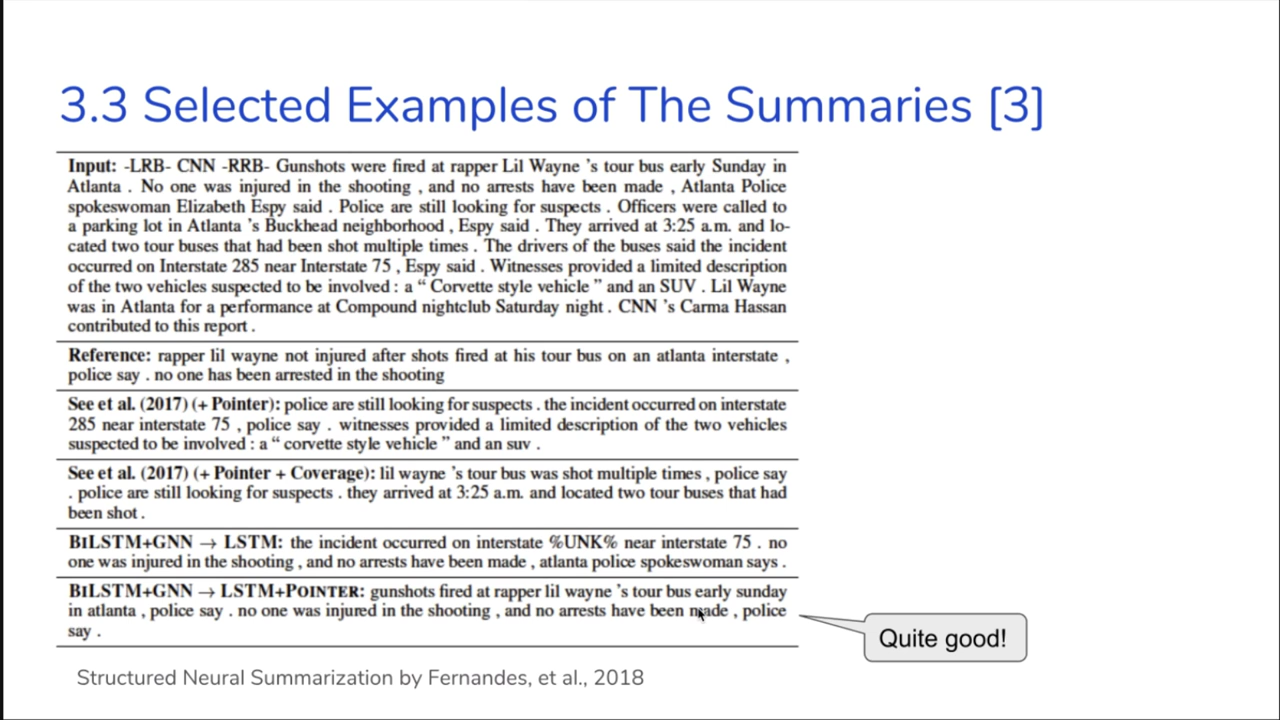 3.3 Selected Examples of The Summaries [3]
Input: -LRB- CNN -RRB- Gunshots were fired at rapper Lil Wayne 's tour bus early Sunday in
Atlanta . No one was injured in the shooting , and no arrests have been made , Atlanta Police
spokeswoman Elizabeth Espy said . Police are still looking for suspects . Officers were called to
a parking lot in Atlanta 's Buckhead neighborhood , Espy said . They arrived at 3:25 a.m. and lo-
cated two tour buses that had been shot multiple times . The drivers of the buses said the incident
occurred on Interstate 285 near Interstate 75 , Espy said . Witnesses provided a limited description
of the two vehicles suspected to be involved : a “ Corvette style vehicle ” and an SUV . Lil Wayne
was in Atlanta for a performance at Compound nightclub Saturday night . CNN 's Carma Hassan
contributed to this report .
Reference: rapper lil wayne not injured after shots fired at his tour bus on an atlanta interstate ,
police say . no one has been arrested in the shooting
See et al. (2017) (+ Pointer): police are still looking for suspects . the incident occurred on interstate
285 near interstate 75 , police say . witnesses provided a limited description of the two vehicles
suspected to be involved : a “ corvette style vehicle ” and an suv .
See et al. (2017) (+ Pointer + Coverage): lil wayne 's tour bus was shot multiple times , police say
. police are still looking for suspects . they arrived at 3:25 a.m. and located two tour buses that had
been shot .
BILSTM+GNN → LSTM: the incident occurred on interstate %UNK% near interstate 75 . no
one was injured in the shooting , and no arrests have been made , atlanta police spokeswoman says .
BILSTM+GNN → LSTM+POINTER: gunshots fired at rapper lil wayne 's tour bus early sunday
in atlanta , police say . no one was injured in the shooting , and no arrests have been made , police
say .
Quite good!
Structured Neural Summarization by Fernandes, et al., 2018